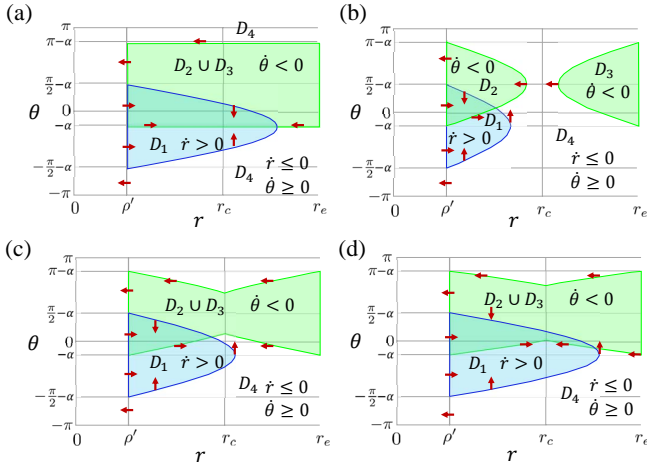 (a)
π
π−α
π/2−α
θ 0
−α
−π/2−α
−π
D₄
D₂ ∪ D₃ θ̇ < 0
D₁ ṙ > 0
D₄ ṙ ≤ 0
θ̇ ≥ 0
0 ρ′ r r_c r_e
(b)
π
π−α
π/2−α
θ 0
−α
−π/2−α
−π
θ̇ < 0
D₂
D₃
θ̇ < 0
D₁
ṙ > 0
D₄
ṙ ≤ 0
θ̇ ≥ 0
0 ρ′ r r_c r_e
(c)
π
π−α
π/2−α
θ 0
−α
−π/2−α
−π
D₂ ∪ D₃ θ̇ < 0
D₁ ṙ > 0
D₄ ṙ ≤ 0
θ̇ ≥ 0
0 ρ′ r r_c r_e
(d)
π
π−α
π/2−α
θ 0
−α
−π/2−α
−π
D₂ ∪ D₃ θ̇ < 0
D₁ ṙ > 0
D₄ ṙ ≤ 0
θ̇ ≥ 0
0 ρ′ r r_c r_e